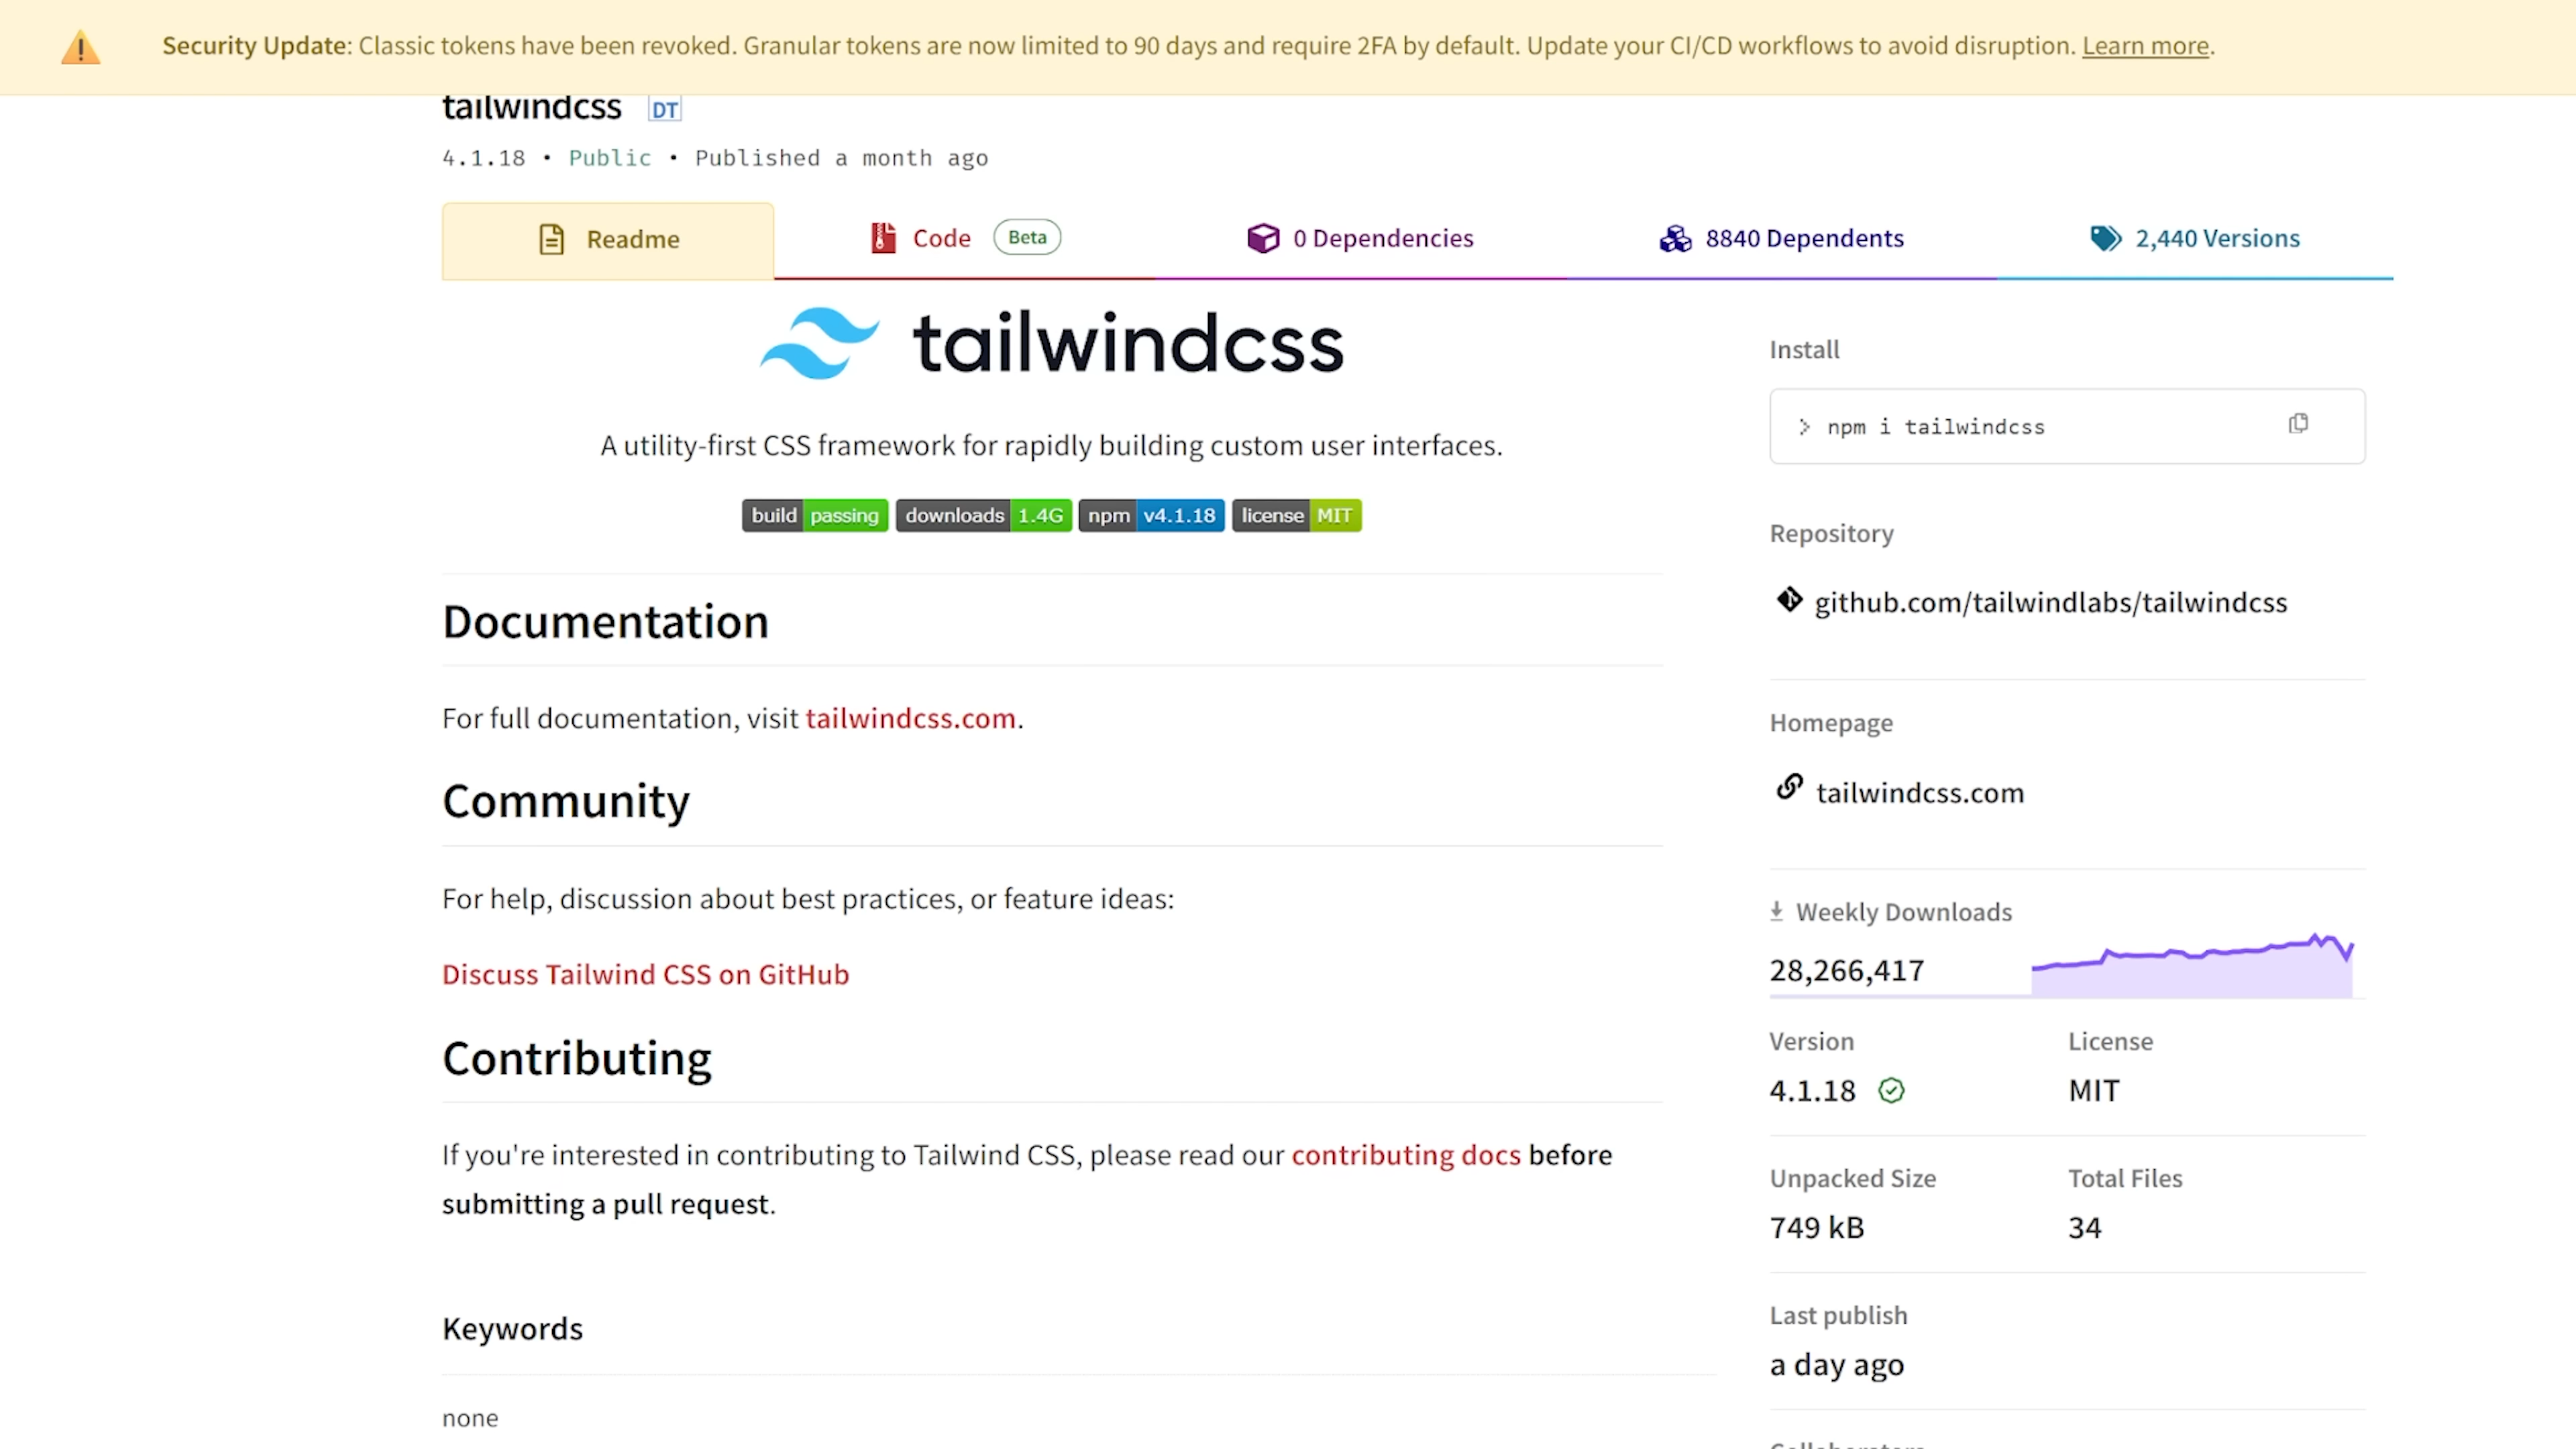 Security Update: Classic tokens have been revoked. Granular tokens are now limited to 90 days and require 2FA by default. Update your CI/CD workflows to avoid disruption. Learn more.
tailwindcss DT
4.1.18 • Public • Published a month ago
Readme
Code Beta
0 Dependencies
8840 Dependents
2,440 Versions
tailwindcss
A utility-first CSS framework for rapidly building custom user interfaces.
build passing downloads 1.4G npm v4.1.18 license MIT
Documentation
For full documentation, visit tailwindcss.com.
Community
For help, discussion about best practices, or feature ideas:
Discuss Tailwind CSS on GitHub
Contributing
If you're interested in contributing to Tailwind CSS, please read our contributing docs before
submitting a pull request.
Keywords
none
Install
> npm i tailwindcss
Repository
github.com/tailwindlabs/tailwindcss
Homepage
tailwindcss.com
Weekly Downloads
28,266,417
Version
4.1.18
License
MIT
Unpacked Size
749 kB
Total Files
34
Last publish
a day ago